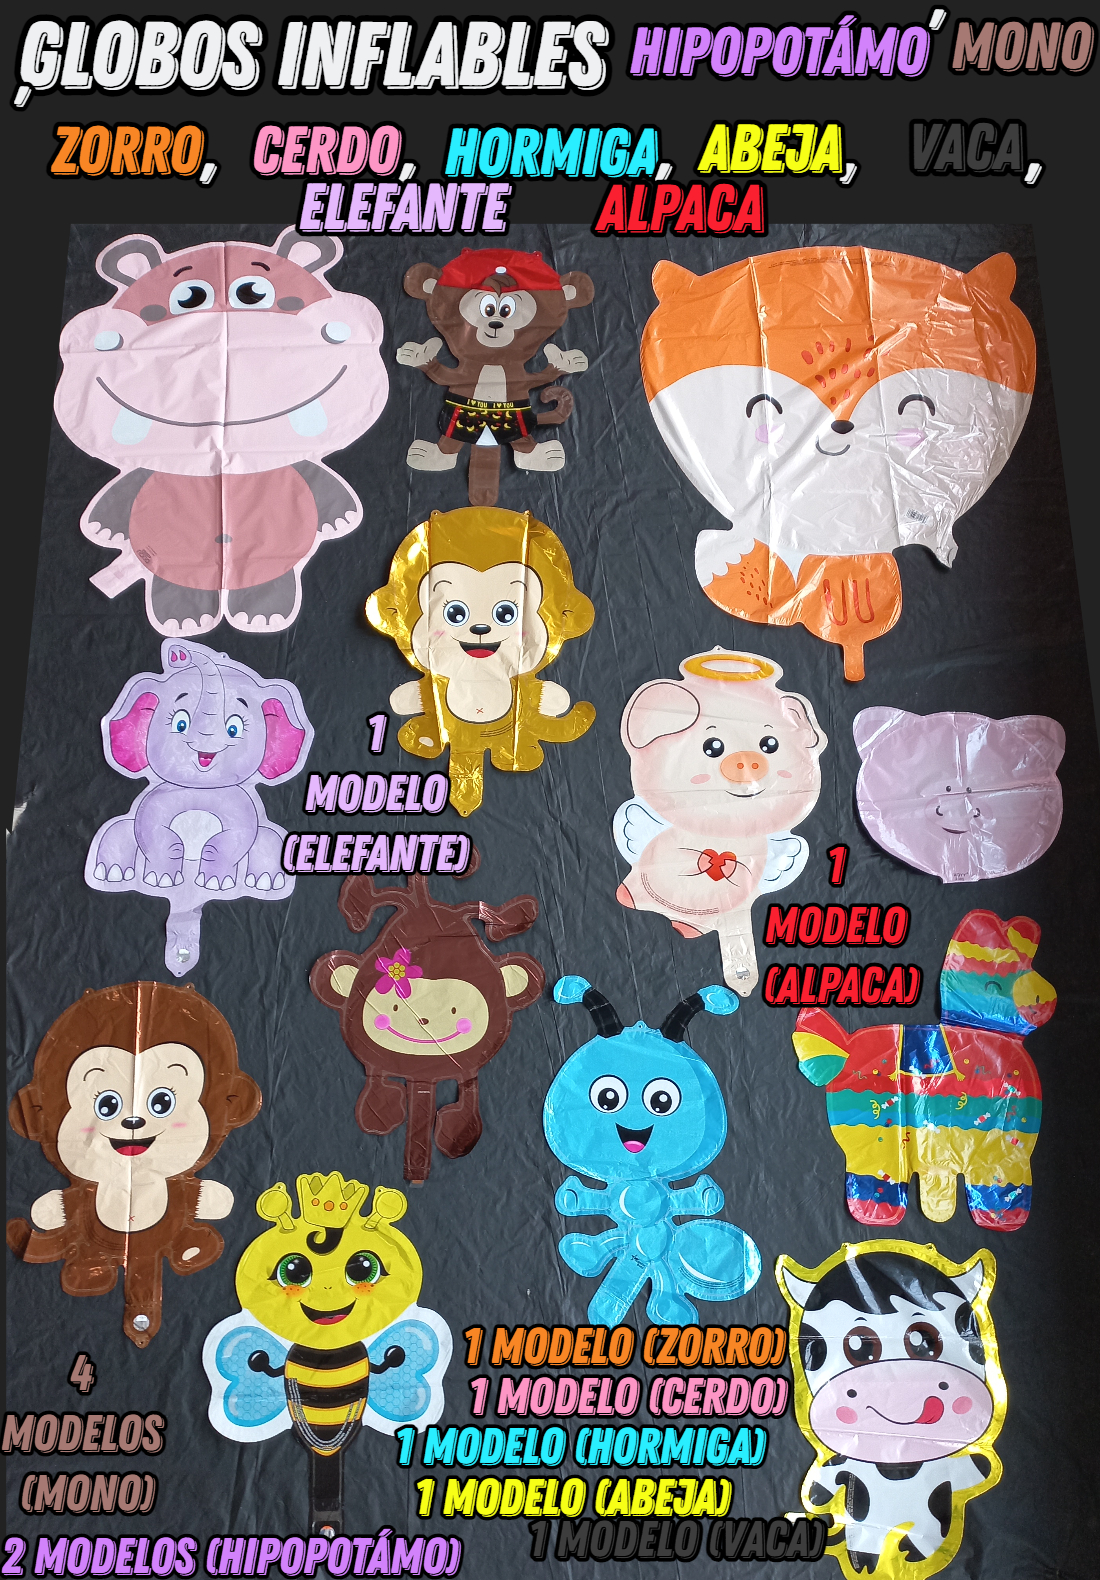 GLOBOS INFLABLES, HIPOPOTÁMO, MONO
ZORRO, CERDO, HORMIGA, ABEJA, VACA,
ELEFANTE ALPACA
I ♥ YOU I ♥ YOU
1
MODELO
(ELEFANTE)
1
MODELO
(ALPACA)
1 MODELO (ZORRO)
1 MODELO (CERDO)
1 MODELO (HORMIGA)
1 MODELO (ABEJA)
1 MODELO (VACA)
4
MODELOS
(MONO)
2 MODELOS (HIPOPOTÁMO)